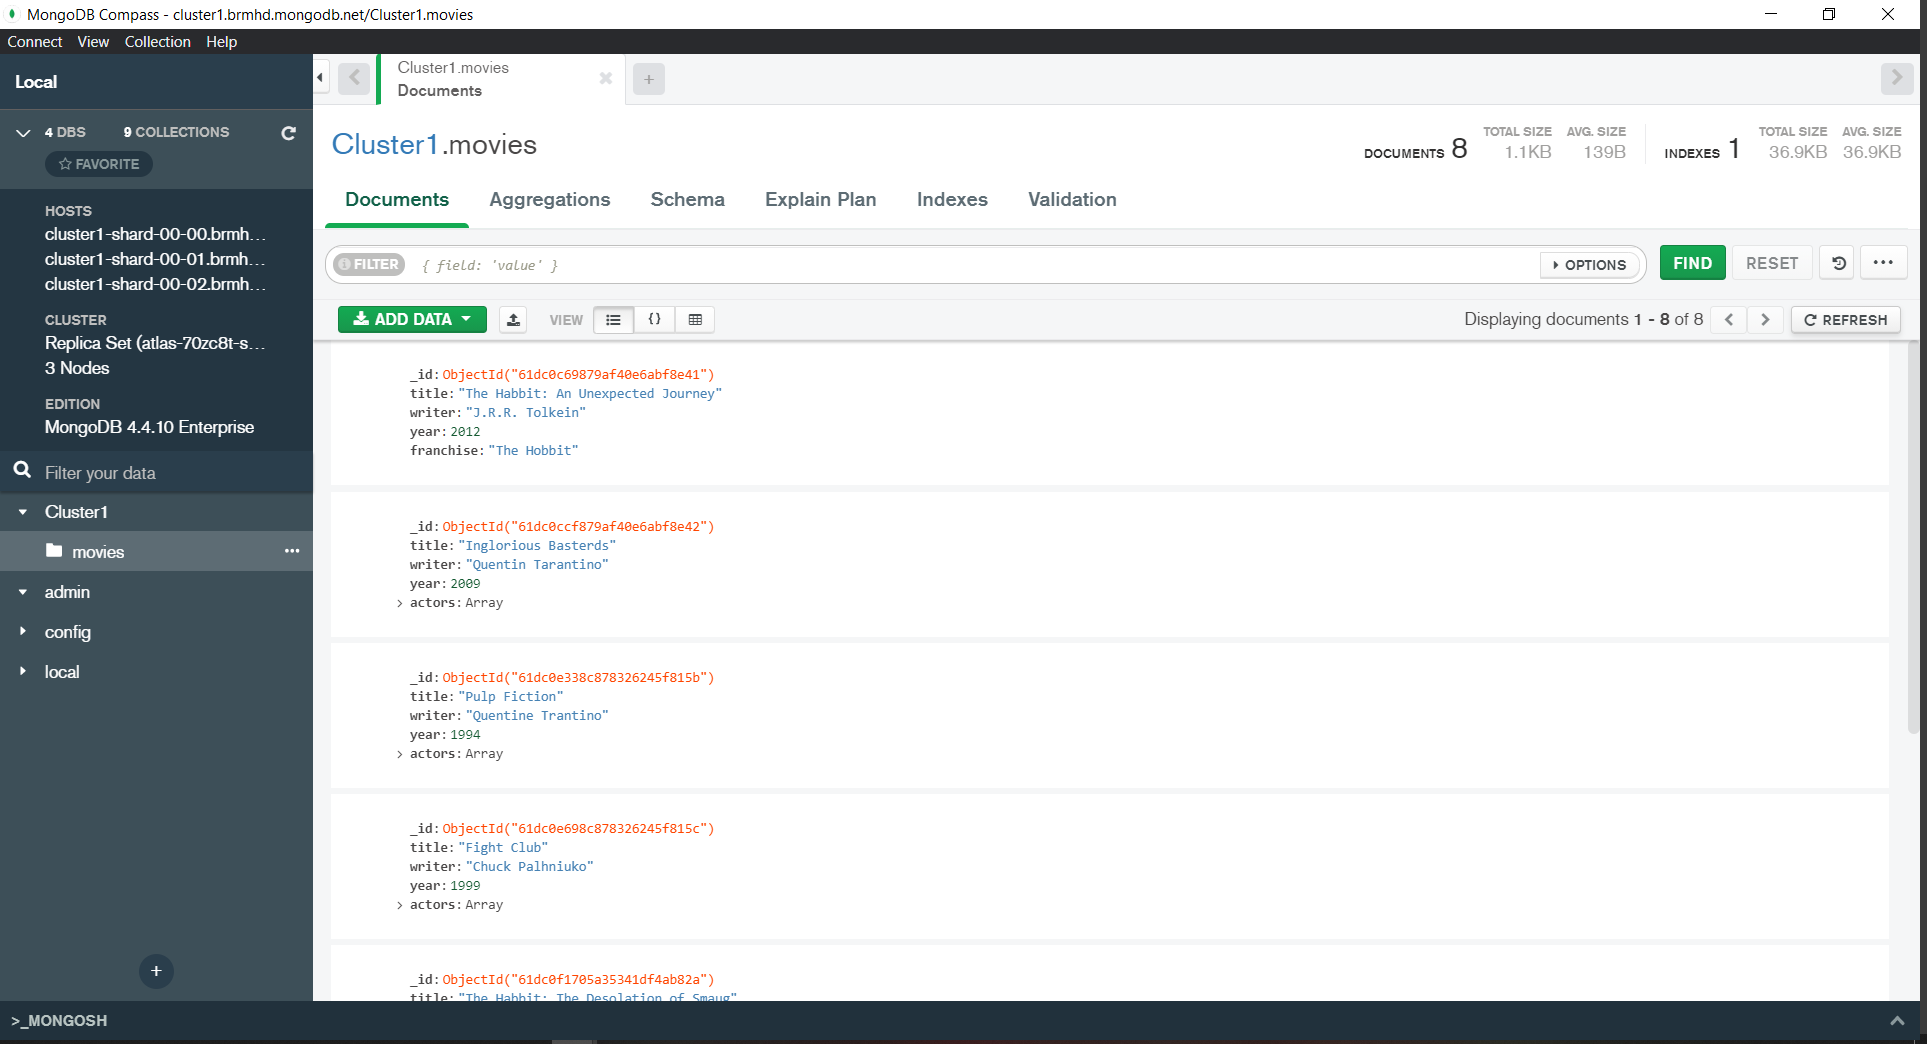 MongoDB Compass - cluster1.brmhd.mongodb.net/Cluster1.movies
Connect View Collection Help
Local
4 DBS 9 COLLECTIONS
FAVORITE
HOSTS
cluster1-shard-00-00.brmh...
cluster1-shard-00-01.brmh...
cluster1-shard-00-02.brmh...
CLUSTER
Replica Set (atlas-70zc8t-s...
3 Nodes
EDITION
MongoDB 4.4.10 Enterprise
Filter your data
Cluster1
movies
admin
config
local
Cluster1.movies
Documents
Cluster1.movies
DOCUMENTS 8 TOTAL SIZE 1.1KB AVG. SIZE 139B INDEXES 1 TOTAL SIZE 36.9KB AVG. SIZE 36.9KB
Documents Aggregations Schema Explain Plan Indexes Validation
FILTER { field: 'value' } OPTIONS FIND RESET
ADD DATA VIEW Displaying documents 1 - 8 of 8 REFRESH
_id: ObjectId("61dc0c69879af40e6abf8e41")
title: "The Habbit: An Unexpected Journey"
writer: "J.R.R. Tolkein"
year: 2012
franchise: "The Hobbit"
_id: ObjectId("61dc0ccf879af40e6abf8e42")
title: "Inglorious Basterds"
writer: "Quentin Tarantino"
year: 2009
actors: Array
_id: ObjectId("61dc0e338c878326245f815b")
title: "Pulp Fiction"
writer: "Quentine Trantino"
year: 1994
actors: Array
_id: ObjectId("61dc0e698c878326245f815c")
title: "Fight Club"
writer: "Chuck Palhniuko"
year: 1999
actors: Array
_id: ObjectId("61dc0f1705a35341df4ab82a")
title: "The Habbit: The Desolation of Smaug"
>_MONGOSH